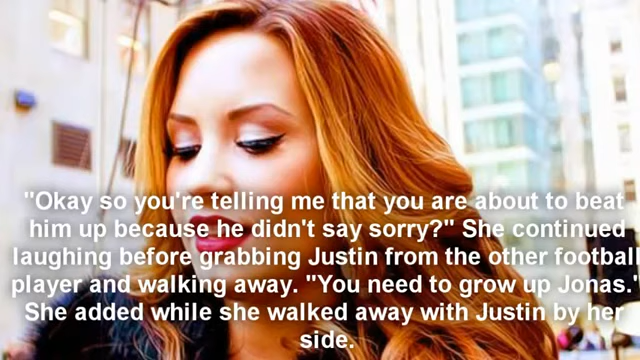 "Okay so you're telling me that you are about to beat
him up because he didn't say sorry?" She continued
laughing before grabbing Justin from the other football
player and walking away. "You need to grow up Jonas."
She added while she walked away with Justin by her
side.